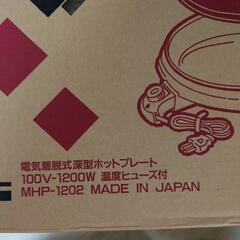 電気着脱式深型ホットプレート
100V-1200W 温度ヒューズ付
MHP-1202 MADE IN JAPAN